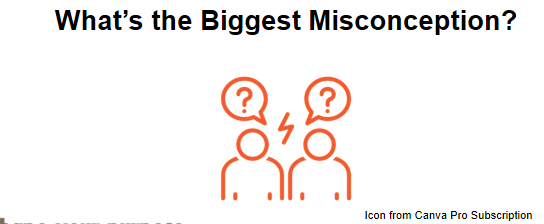 What's the Biggest Misconception?
? ?
Icon from Canva Pro Subscription